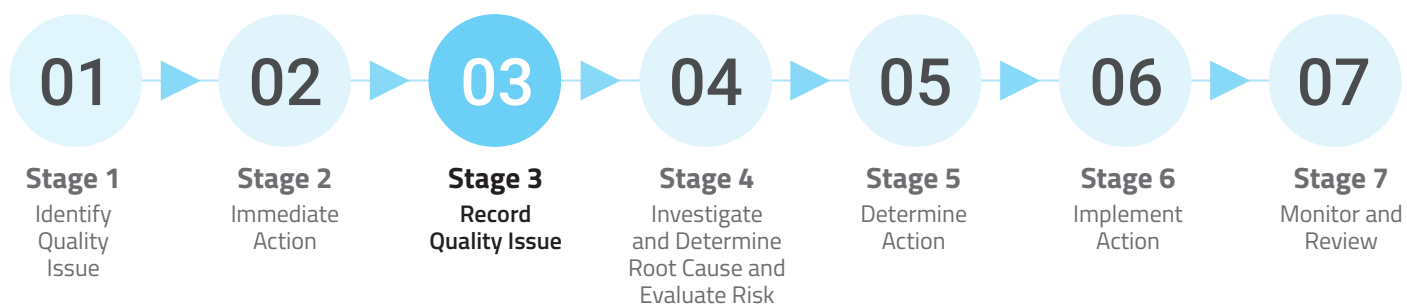 01
02
03
04
05
06
07
Stage 1
Identify
Quality
Issue
Stage 2
Immediate
Action
Stage 3
Record
Quality Issue
Stage 4
Investigate
and Determine
Root Cause and
Evaluate Risk
Stage 5
Determine
Action
Stage 6
Implement
Action
Stage 7
Monitor and
Review